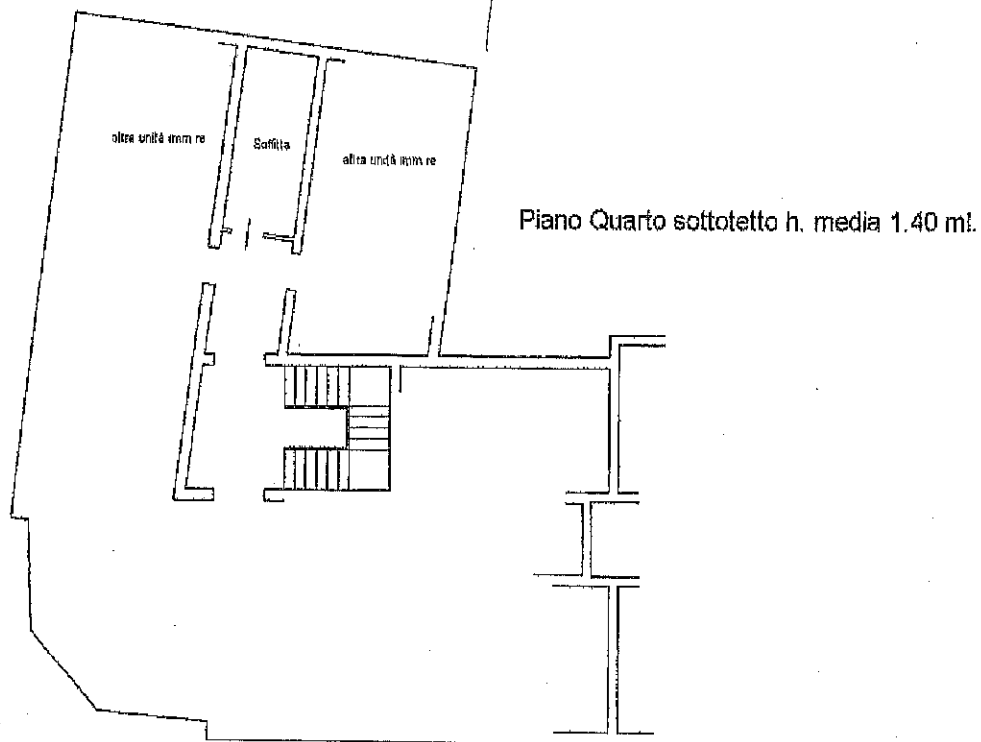 altra unità imm re
Soffitta
altra unità imm re
Piano Quarto sottotetto h. media 1.40 ml.